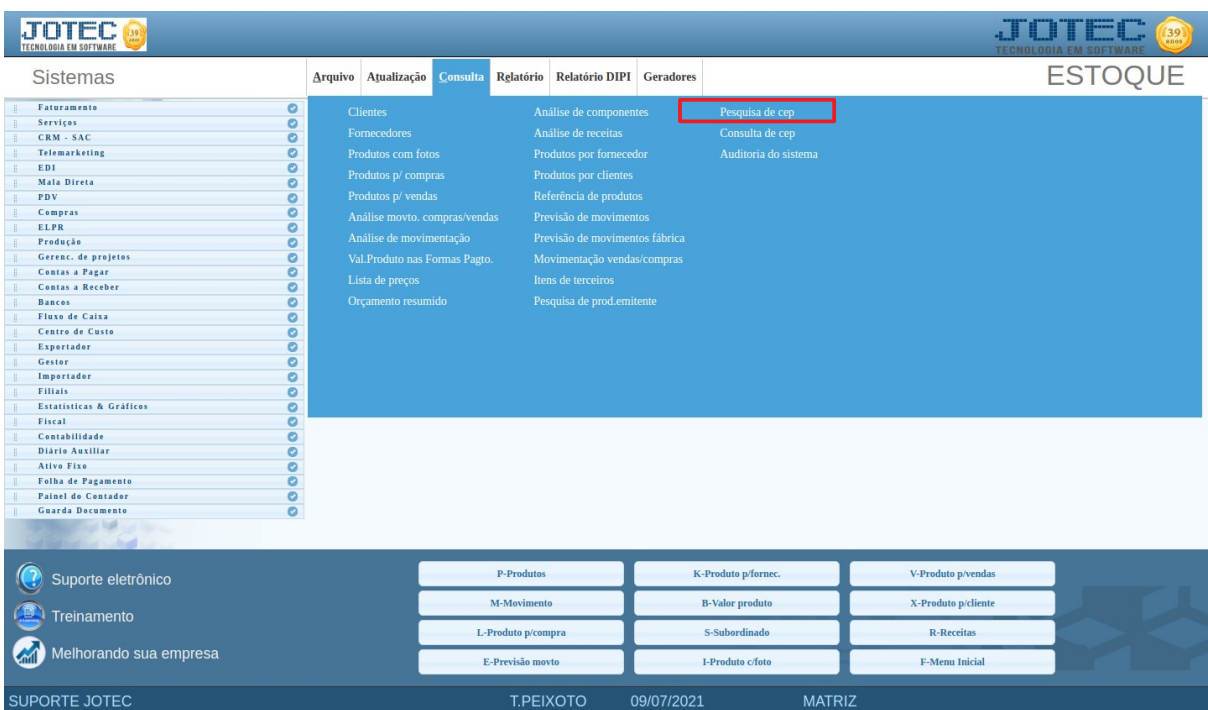 JOTEC
39
anos
TECNOLOGIA EM SOFTWARE
JOTEC
39
anos
TECNOLOGIA EM SOFTWARE
Sistemas
Arquivo Atualização Consulta Relatório Relatório DIPI Geradores
ESTOQUE
Faturamento
Serviços
CRM - SAC
Telemarketing
EDI
Mala Direta
PDV
Compras
ELPR
Produção
Gerenc. de projetos
Contas a Pagar
Contas a Receber
Bancos
Fluxo de Caixa
Centro de Custo
Exportador
Gestor
Importador
Filiais
Estatísticas & Gráficos
Fiscal
Contabilidade
Diário Auxiliar
Ativo Fixo
Folha de Pagamento
Painel do Contador
Guarda Documento
Clientes
Fornecedores
Produtos com fotos
Produtos p/ compras
Produtos p/ vendas
Análise movto. compras/vendas
Análise de movimentação
Val.Produto nas Formas Pagto.
Lista de preços
Orçamento resumido
Análise de componentes
Análise de receitas
Produtos por fornecedor
Produtos por clientes
Referência de produtos
Previsão de movimentos
Previsão de movimentos fábrica
Movimentação vendas/compras
Itens de terceiros
Pesquisa de prod.emitente
Pesquisa de cep
Consulta de cep
Auditoria do sistema
Suporte eletrônico
Treinamento
Melhorando sua empresa
P-Produtos K-Produto p/fornec. V-Produto p/vendas
M-Movimento B-Valor produto X-Produto p/cliente
L-Produto p/compra S-Subordinado R-Receitas
E-Previsão movto I-Produto c/foto F-Menu Inicial
SUPORTE JOTEC T.PEIXOTO 09/07/2021 MATRIZ